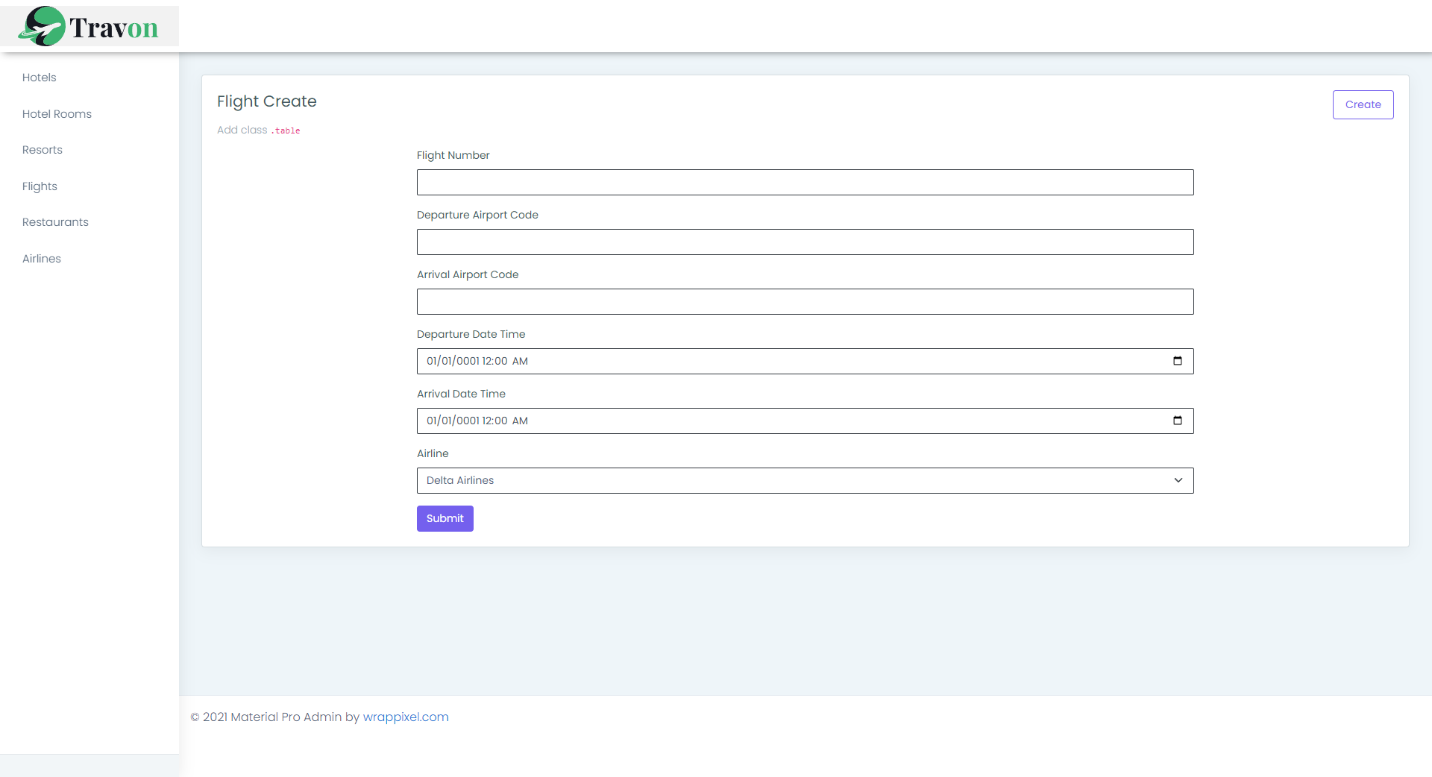 Travon
Hotels
Hotel Rooms
Resorts
Flights
Restaurants
Airlines
Flight Create
Create
Add class .table
Flight Number
Departure Airport Code
Arrival Airport Code
Departure Date Time
01/01/0001 12:00 AM
Arrival Date Time
01/01/0001 12:00 AM
Airline
Delta Airlines
Submit
© 2021 Material Pro Admin by wrappixel.com